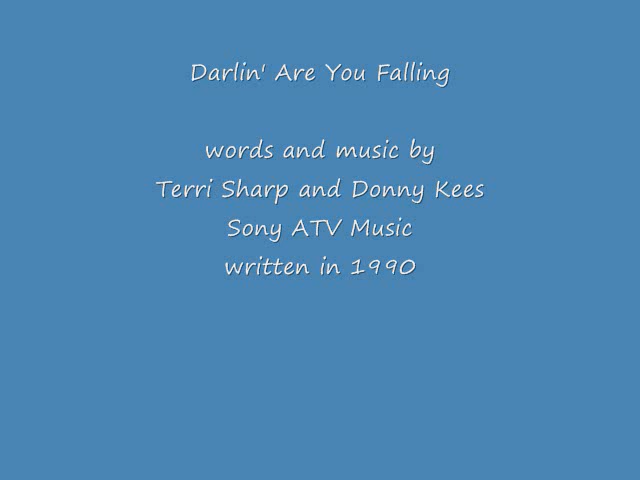 Darlin' Are You Falling
words and music by
Terri Sharp and Donny Kees
Sony ATV Music
written in 1990